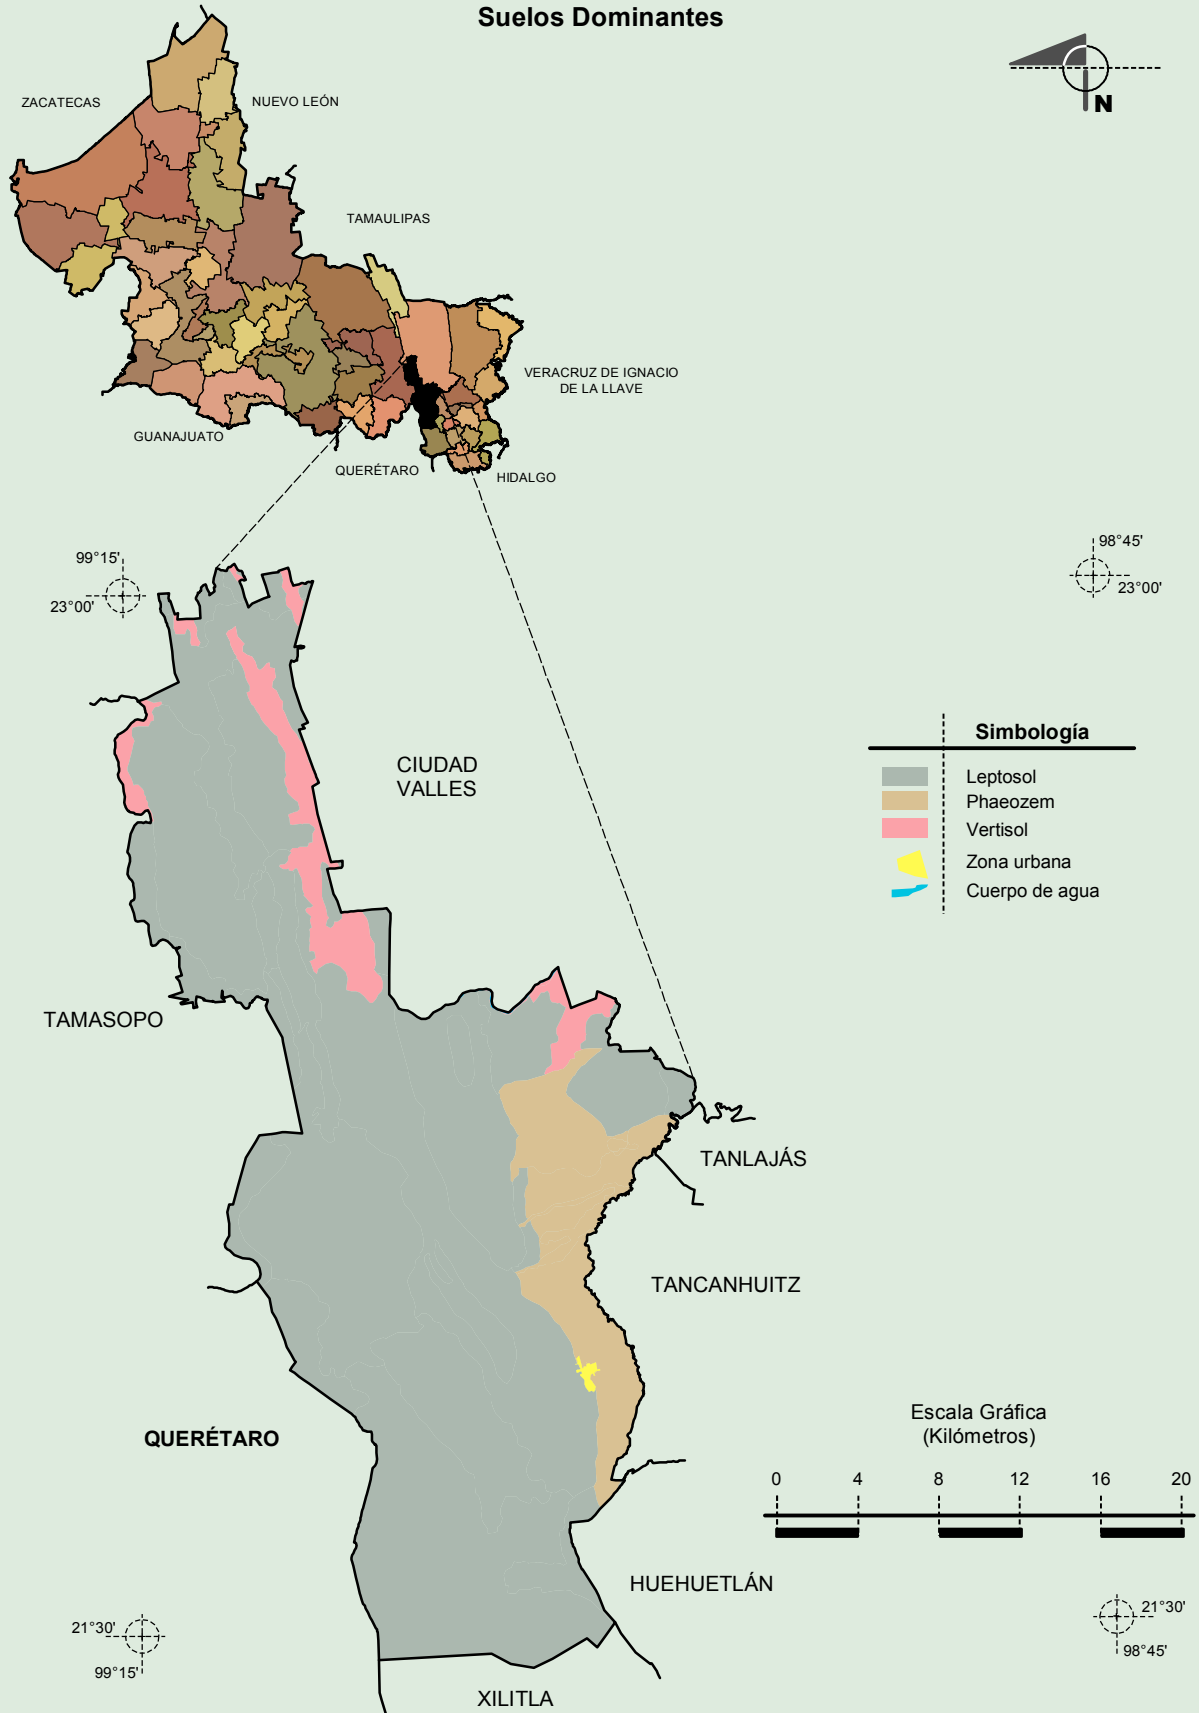 Suelos Dominantes
N
ZACATECAS
NUEVO LEÓN
TAMAULIPAS
VERACRUZ DE IGNACIO
DE LA LLAVE
GUANAJUATO
QUERÉTARO
HIDALGO
99°15'
23°00'
98°45'
23°00'
CIUDAD
VALLES
Simbología
Leptosol
Phaeozem
Vertisol
Zona urbana
Cuerpo de agua
TAMASOPO
TANLAJÁS
TANCANHUITZ
QUERÉTARO
Escala Gráfica
(Kilómetros)
0 4 8 12 16 20
HUEHUETLÁN
21°30'
99°15'
21°30'
98°45'
XILITLA